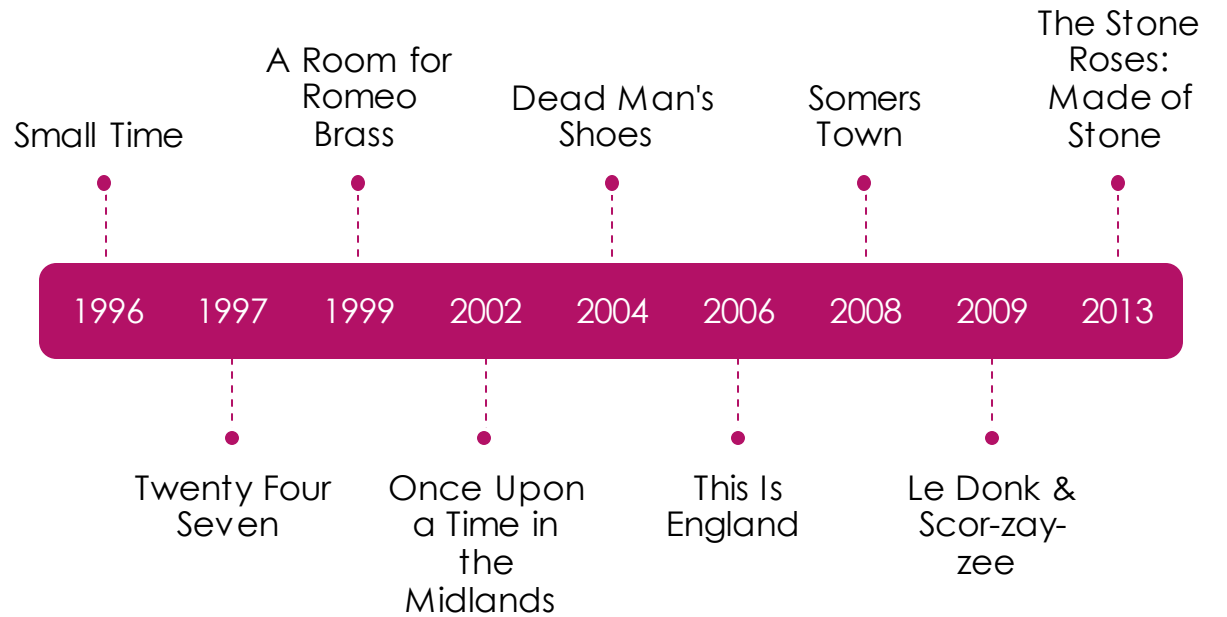 Small Time
A Room for
Romeo
Brass
Dead Man's
Shoes
Somers
Town
The Stone
Roses:
Made of
Stone
1996 1997 1999 2002 2004 2006 2008 2009 2013
Twenty Four
Seven
Once Upon
a Time in
the
Midlands
This Is
England
Le Donk &
Scor-zay-
zee